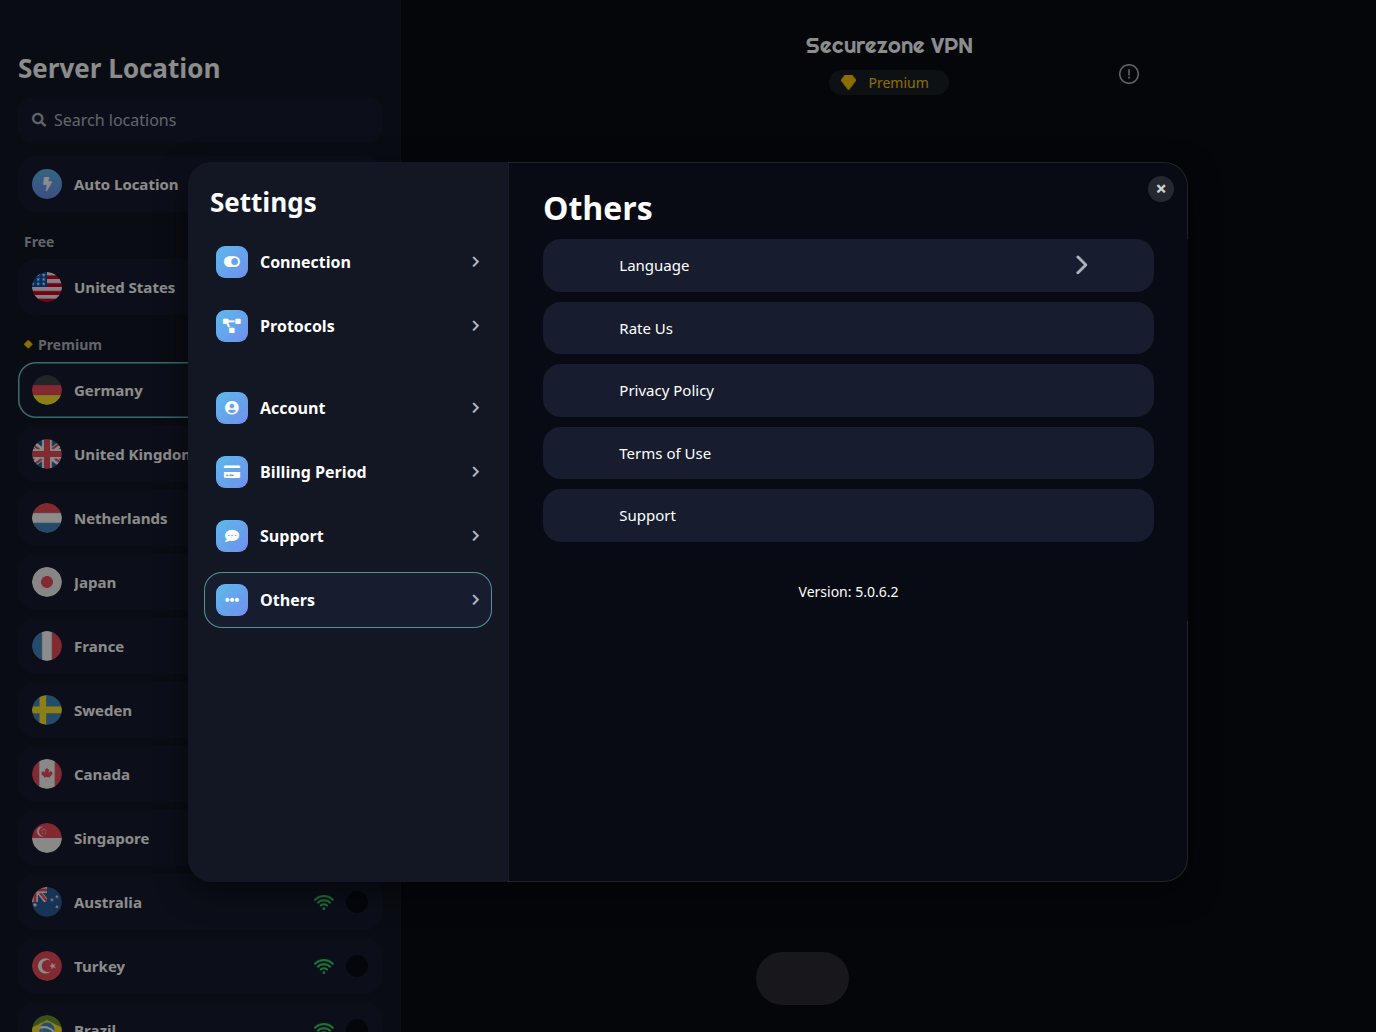 Server Location
Search locations
Auto Location
Free
United States
Premium
Germany
United Kingdom
Netherlands
Japan
France
Sweden
Canada
Singapore
Australia
Turkey
Brazil
Securezone VPN
Premium
Settings
Connection
Protocols
Account
Billing Period
Support
Others
Others
Language
Rate Us
Privacy Policy
Terms of Use
Support
Version: 5.0.6.2